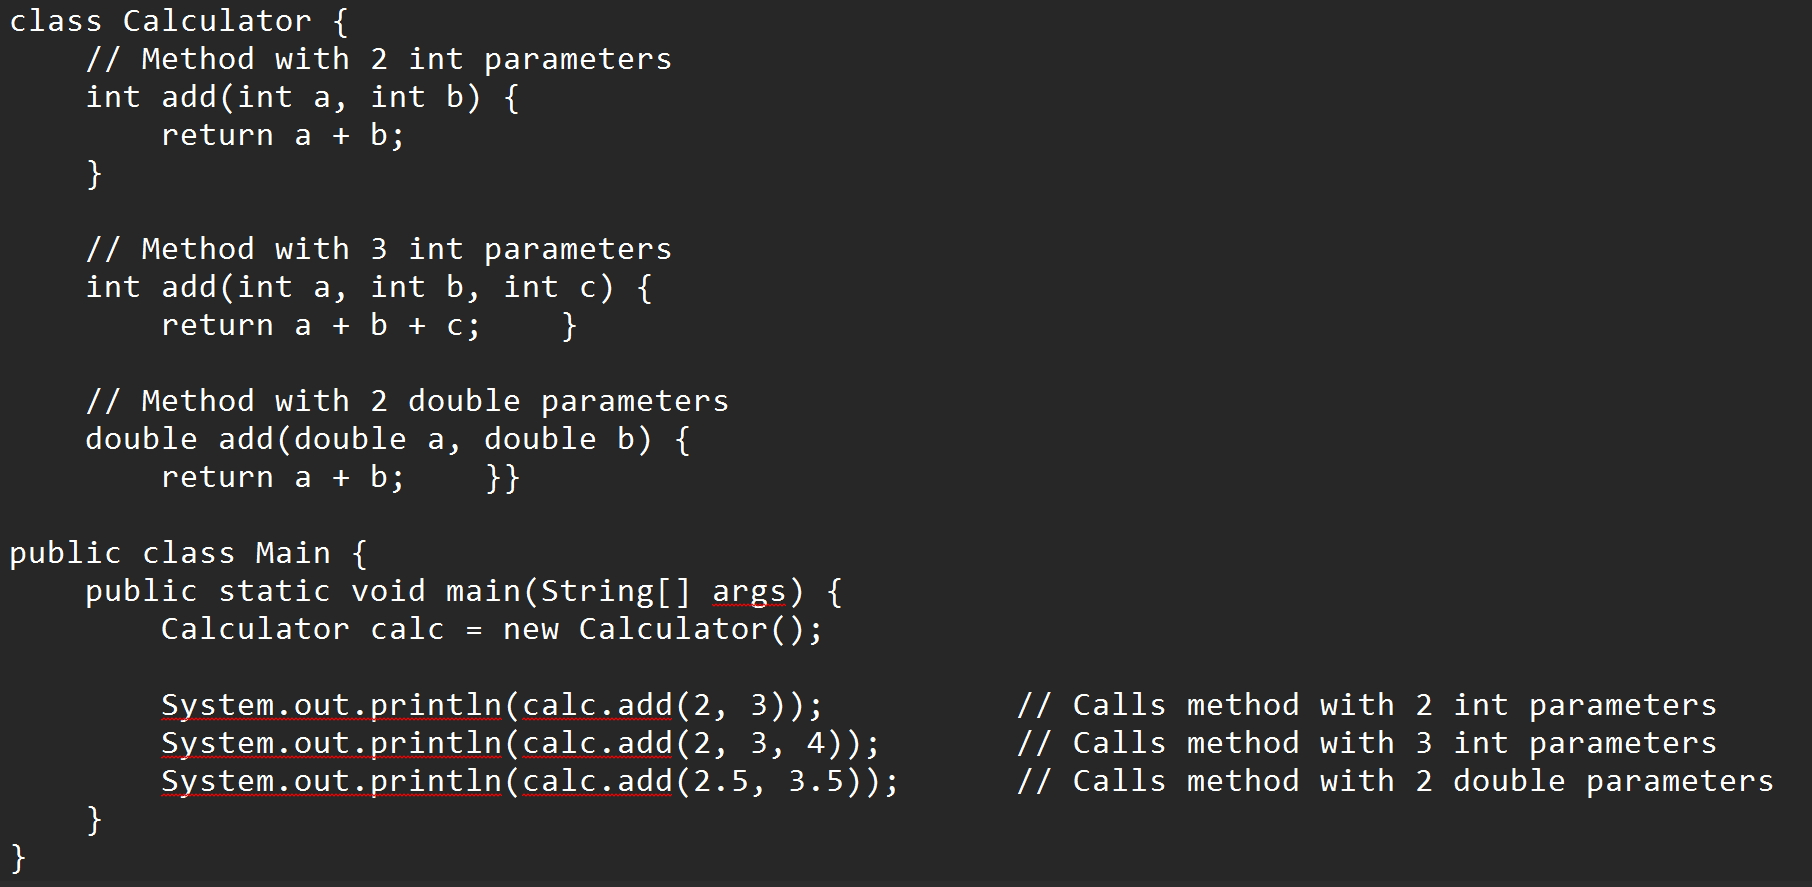 class Calculator {
    // Method with 2 int parameters
    int add(int a, int b) {
        return a + b;
    }

    // Method with 3 int parameters
    int add(int a, int b, int c) {
        return a + b + c;    }

    // Method with 2 double parameters
    double add(double a, double b) {
        return a + b;    }}

public class Main {
    public static void main(String[] args) {
        Calculator calc = new Calculator();

        System.out.println(calc.add(2, 3));          // Calls method with 2 int parameters
        System.out.println(calc.add(2, 3, 4));       // Calls method with 3 int parameters
        System.out.println(calc.add(2.5, 3.5));      // Calls method with 2 double parameters
    }
}